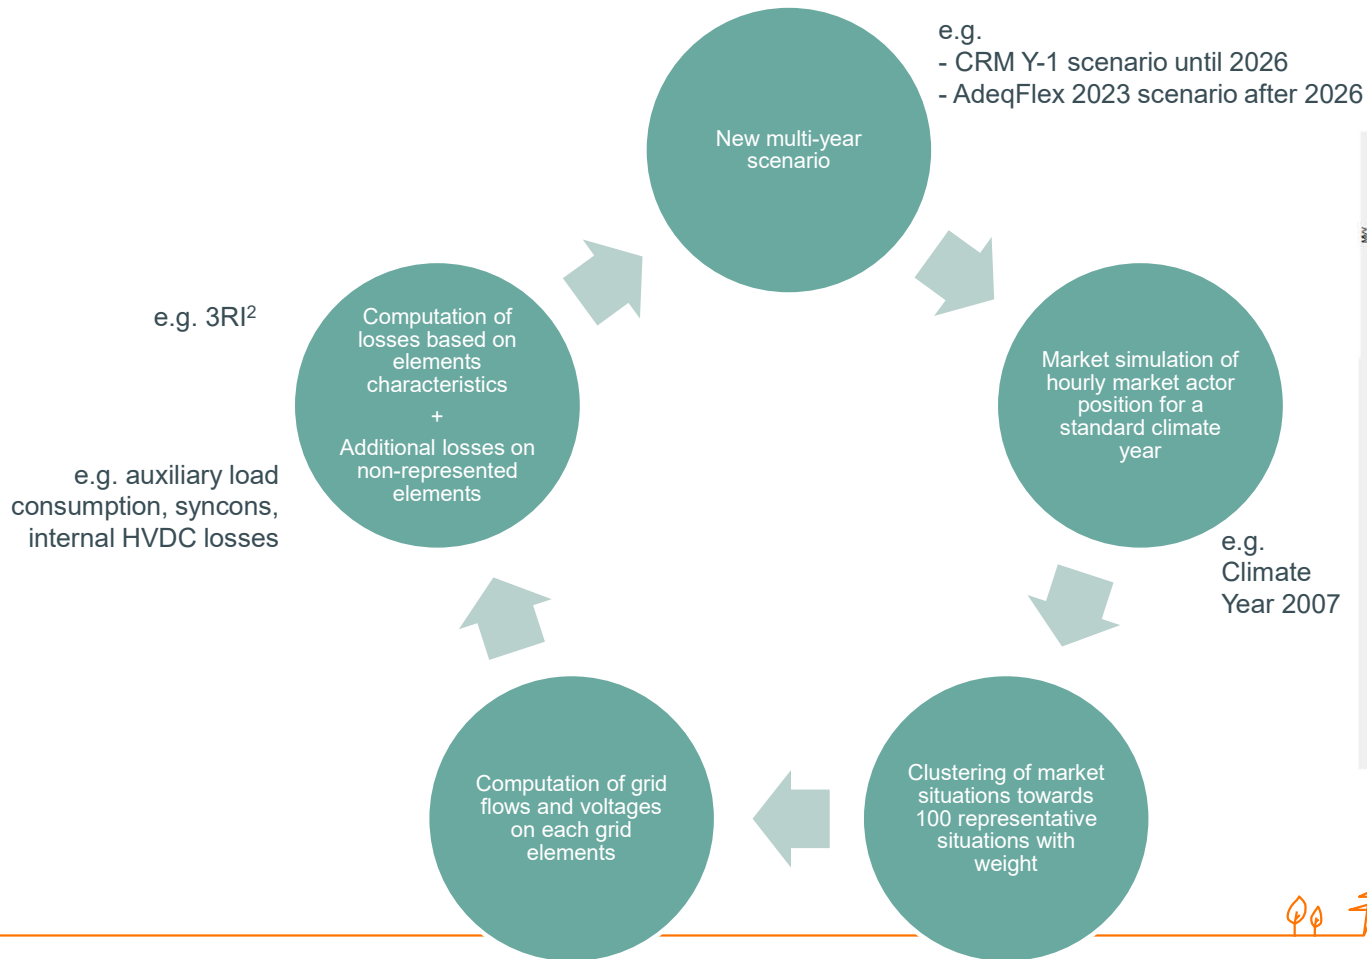 e.g.
- CRM Y-1 scenario until 2026
- AdeqFlex 2023 scenario after 2026
New multi-year
scenario
Market simulation of
hourly market actor
position for a
standard climate
year
e.g.
Climate
Year 2007
Clustering of market
situations towards
100 representative
situations with
weight
Computation of grid
flows and voltages
on each grid
elements
Computation of
losses based on
elements
characteristics
+
Additional losses on
non-represented
elements
e.g. 3RI²
e.g. auxiliary load
consumption, syncons,
internal HVDC losses